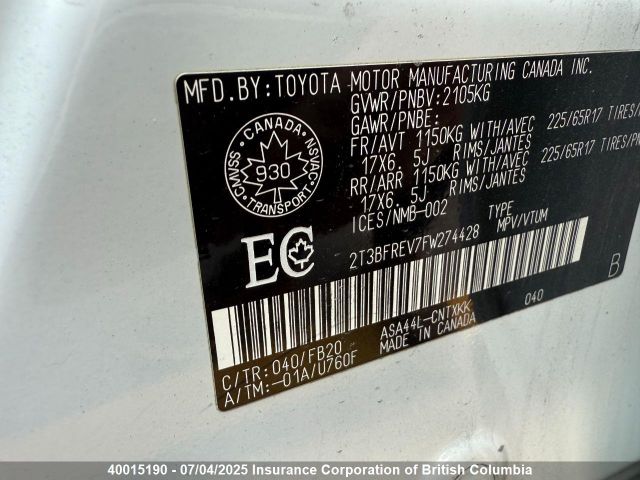 MFD.BY:TOYOTA MOTOR MANUFACTURING CANADA INC.
GVWR/PNBV:2105KG
GAWR/PNBE:
FR/AVT 1150KG WITH/AVEC 225/65R17 TIRES/
17X6.5J RIMS/JANTES
RR/ARR 1150KG WITH/AVEC 225/65R17 TIRES/
17X6.5J RIMS/JANTES
ICES/NMB-002
CANADA
CMVSS
930
NSVAC
TRANSPORT
EC
2T3BFREV7FW274428
TYPE
MPV/VTUM
B
040
ASA44L-CNTXKK
MADE IN CANADA
C/TR:040/FB20
A/TM:-01A/U760F
40015190 - 07/04/2025 Insurance Corporation of British Columbia